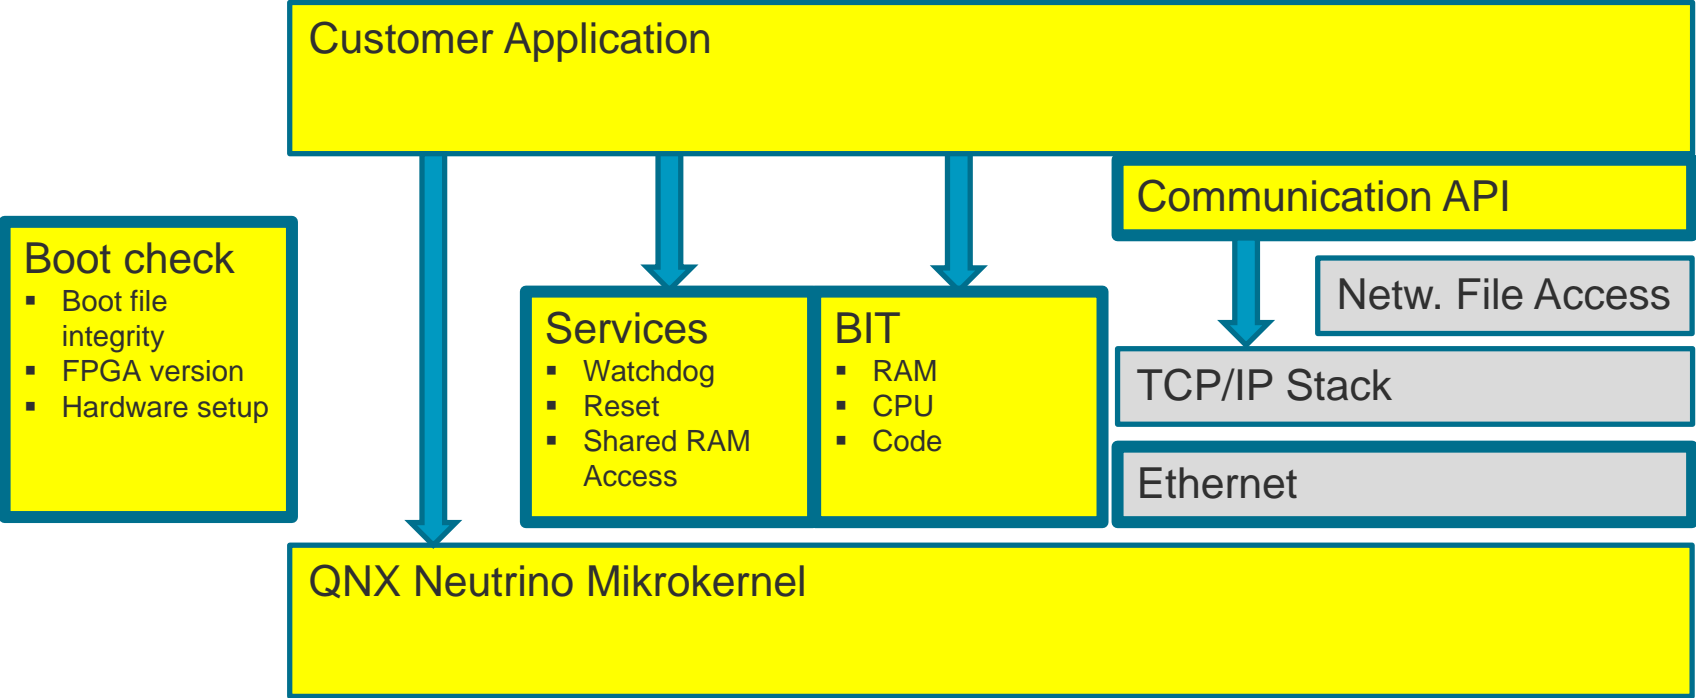 Customer Application
Communication API
Boot check
▪ Boot file
integrity
▪ FPGA version
▪ Hardware setup
Services
▪ Watchdog
▪ Reset
▪ Shared RAM
Access
BIT
▪ RAM
▪ CPU
▪ Code
Netw. File Access
TCP/IP Stack
Ethernet
QNX Neutrino Mikrokernel